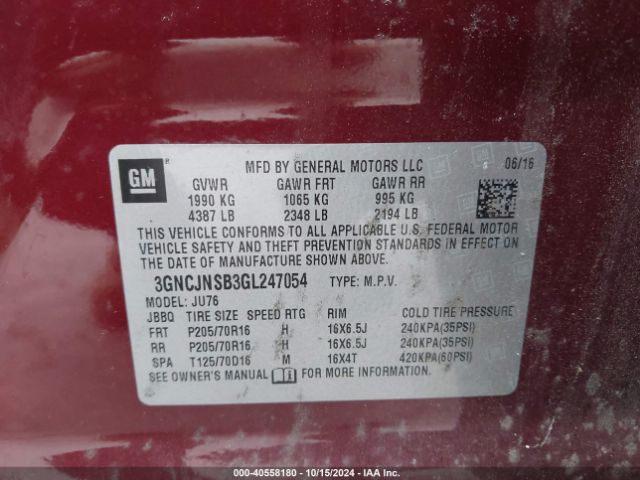 GM ®
MFD BY GENERAL MOTORS LLC 06/16
GVWR GAWR FRT GAWR RR
1990 KG 1065 KG 995 KG
4387 LB 2348 LB 2194 LB
THIS VEHICLE CONFORMS TO ALL APPLICABLE U.S. FEDERAL MOTOR
VEHICLE SAFETY AND THEFT PREVENTION STANDARDS IN EFFECT ON
THE DATE OF MANUFACTURE SHOWN ABOVE.
3GNCJNSB3GL247054 TYPE: M.P.V.
MODEL: JU76
JBBQ TIRE SIZE SPEED RTG RIM COLD TIRE PRESSURE
FRT P205/70R16 H 16X6.5J 240KPA(35PSI)
RR P205/70R16 H 16X6.5J 240KPA(35PSI)
SPA T125/70D16 M 16X4T 420KPA(60PSI)
SEE OWNER'S MANUAL FOR MORE INFORMATION.
000-40558180 - 10/15/2024 - IAA Inc.